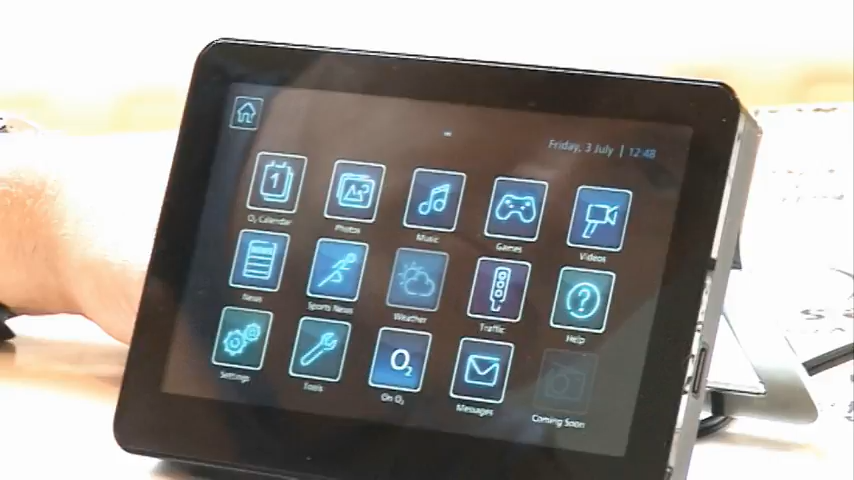 Friday, 3 July | 12:48
1
O₂ Calendar
Photos
Music
Games
Videos
NEWS
News
Sports News
Weather
Traffic
?
Help
Settings
Tools
O₂
On O₂
Messages
Coming Soon